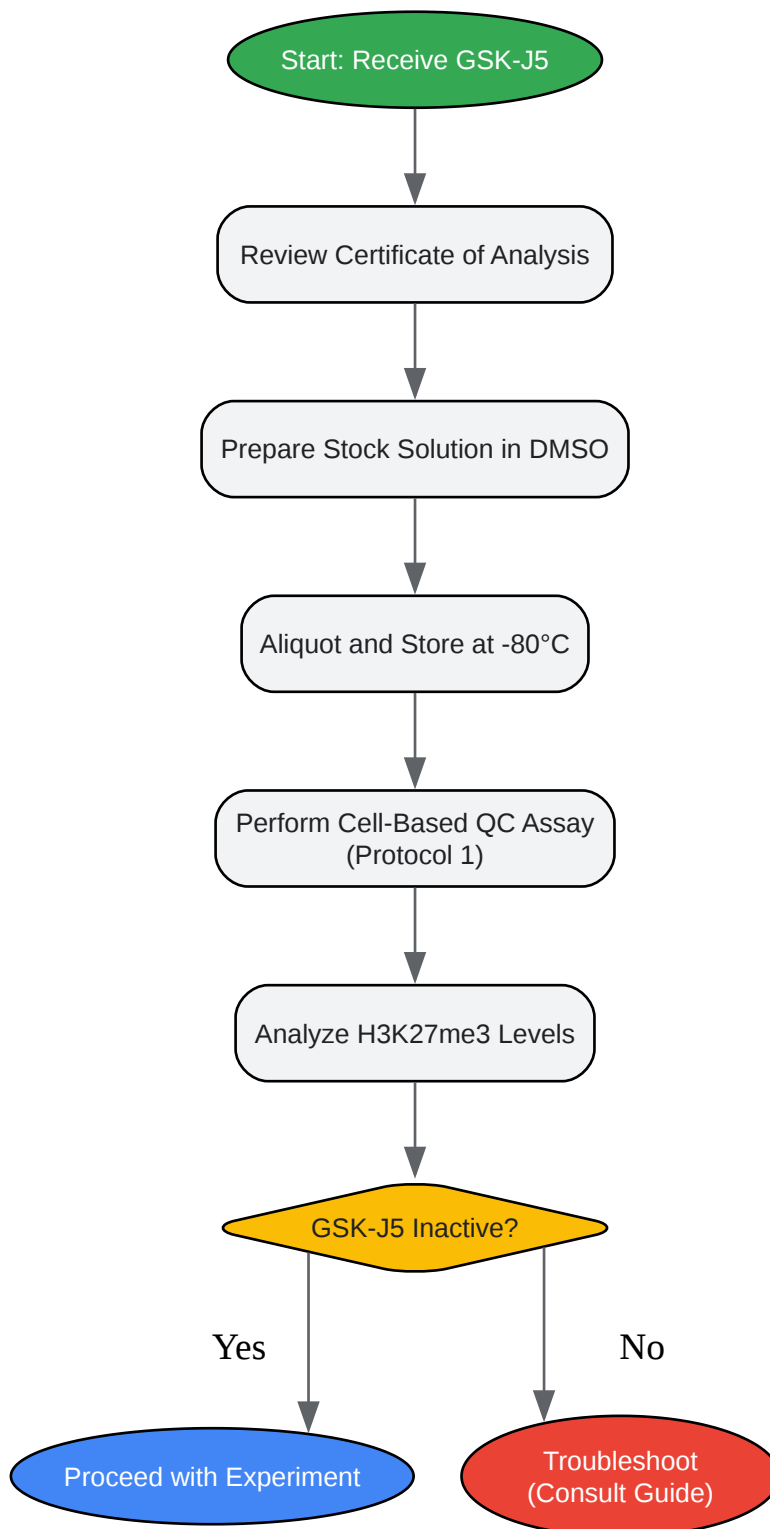 Start: Receive GSK-J5
Review Certificate of Analysis
Prepare Stock Solution in DMSO
Aliquot and Store at -80°C
Perform Cell-Based QC Assay
(Protocol 1)
Analyze H3K27me3 Levels
GSK-J5 Inactive?
Yes
No
Proceed with Experiment
Troubleshoot
(Consult Guide)